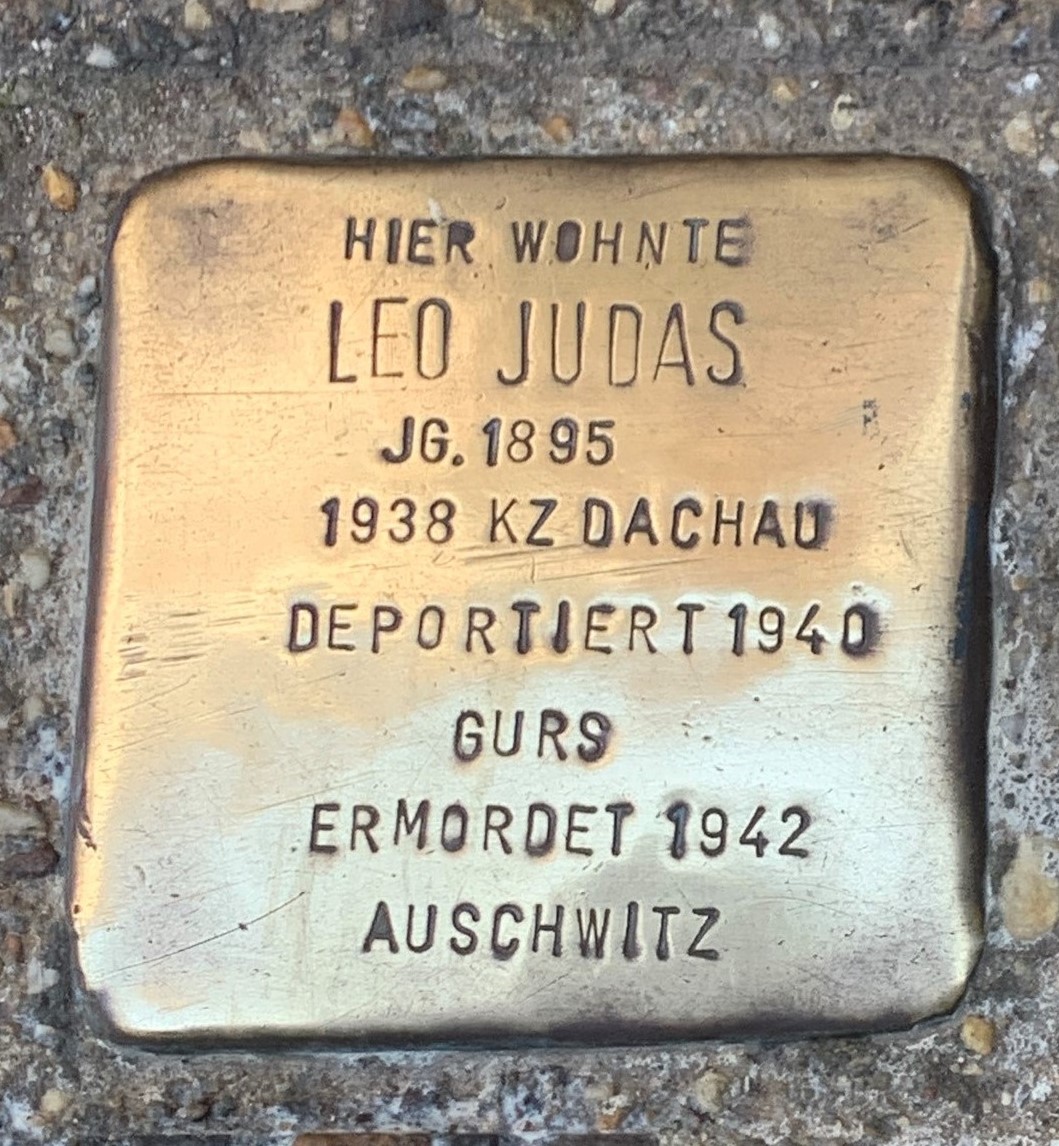 HIER WOHNTE
LEO JUDAS
JG. 1895
1938 KZ DACHAU
DEPORTIERT 1940
GURS
ERMORDET 1942
AUSCHWITZ